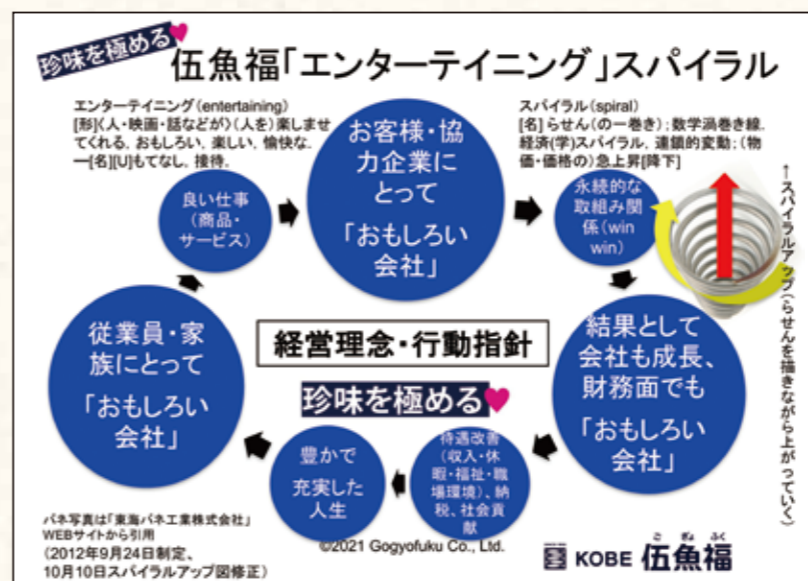 珍味を極める
伍魚福「エンターテイニング」スパイラル
エンターテイニング(entertaining)
[形]〈人・映画・話などが〉(人を)楽しませ
てくれる, おもしろい, 楽しい, 愉快な.
―[名][U]もてなし, 接待.
スパイラル(spiral)
[名]らせん(の一巻き);数学渦巻き線.
経済(学)スパイラル, 連鎖的変動;(物
価・価格の)急上昇[降下]
お客様・協
力企業に
とって
「おもしろい
会社」
良い仕事
(商品・
サービス)
永続的な
取組み関
係(win
win)
←スパイラルアップ(らせんを描きながら上がっていく)
従業員・家
族にとって
「おもしろい
会社」
経営理念・行動指針
珍味を極める
結果として
会社も成長、
財務面でも
「おもしろい
会社」
豊かで
充実した
人生
待遇改善
(収入・休
暇・福祉・職
場環境)、納
税、社会貢
献
バネ写真は「東海バネ工業株式会社」
WEBサイトから引用
(2012年9月24日制定、
10月10日スパイラルアップ図修正)
©2021 Gogyofuku Co., Ltd.
ご ぎょ ふく
KOBE 伍魚福